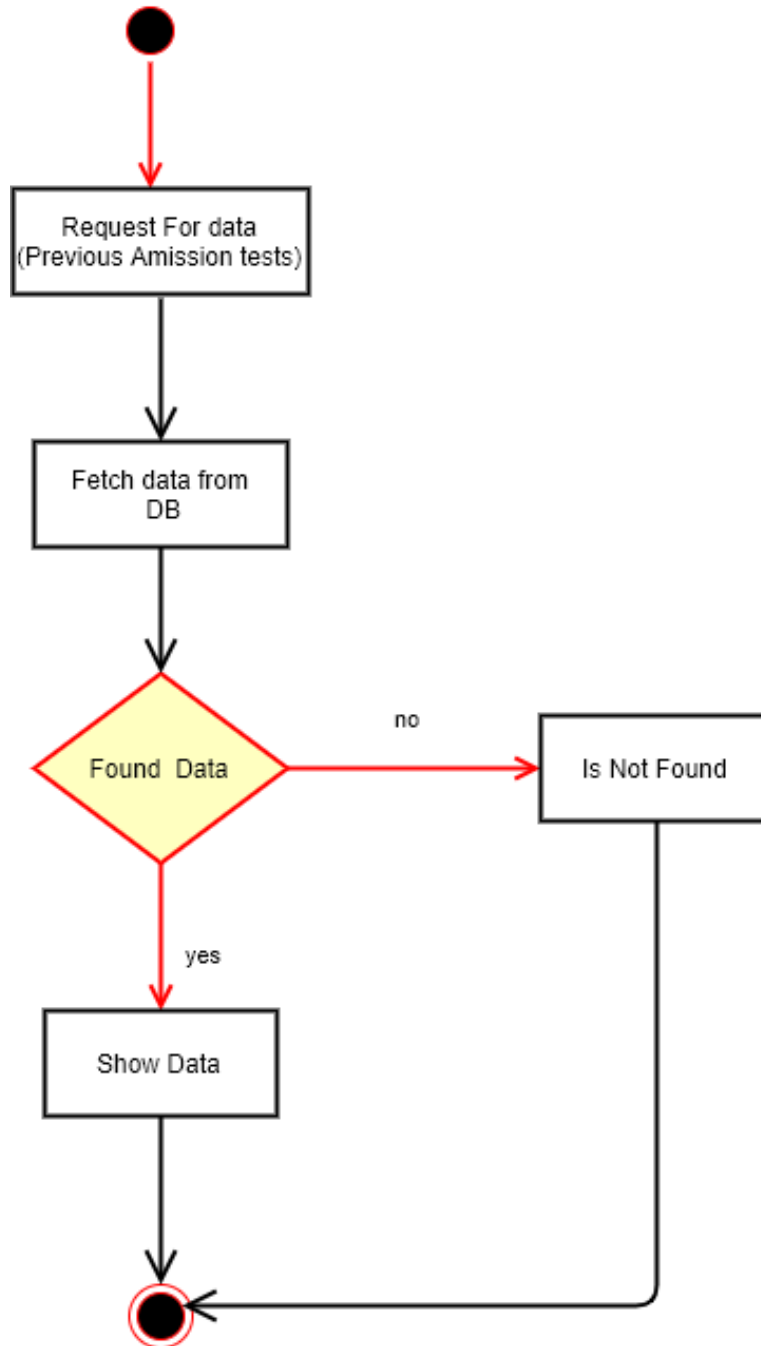 Request For data
(Previous Amission tests)
Fetch data from
DB
Found  Data
no
Is Not Found
yes
Show Data